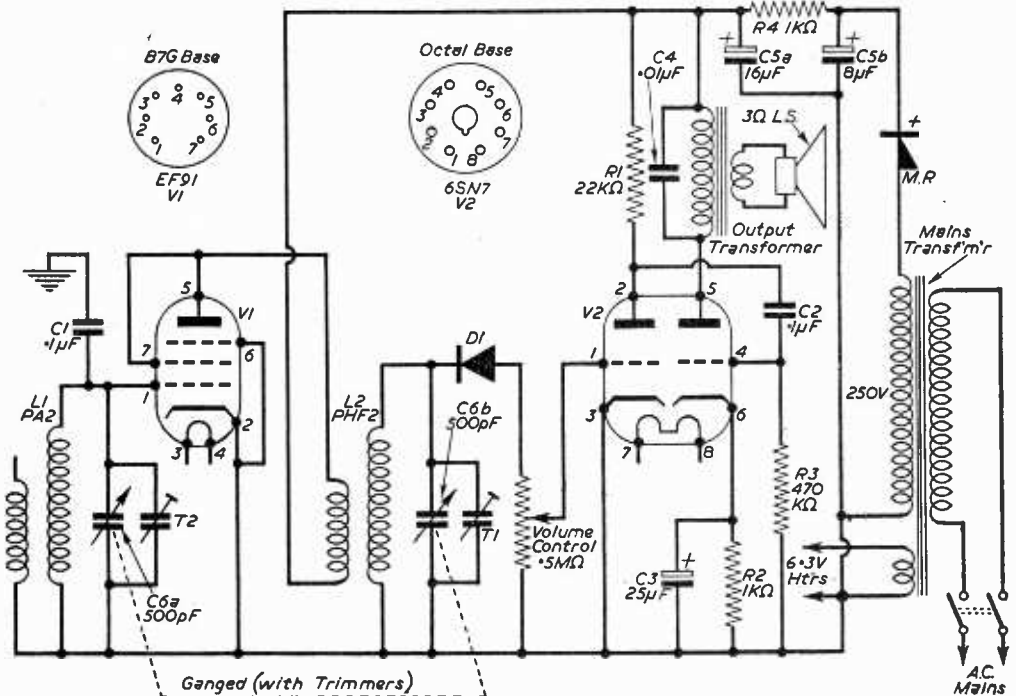 B7G Base
3
4
5
2
6
1
7
EF91
V1
Octal Base
4
5
3
6
2
7
1
8
6SN7
V2
C4
·01µF
R4 1KΩ
+
C5a
16µF
+
C5b
8µF
3Ω L.S.
+
M.R
R1
22KΩ
Output
Transformer
Mains
Transf'm'r
C1
·1µF
5
V1
7
6
1
2
3
4
L1
PA2
L2
PHF2
D1
C6b
500pF
V2
2
5
1
4
3
6
7
8
C2
·1µF
250V
T2
C6a
500pF
T1
Volume
Control
·5MΩ
C3
25µF
+
R2
1KΩ
R3
470
KΩ
6·3V
Htrs
Ganged (with Trimmers)
A.C.
Mains